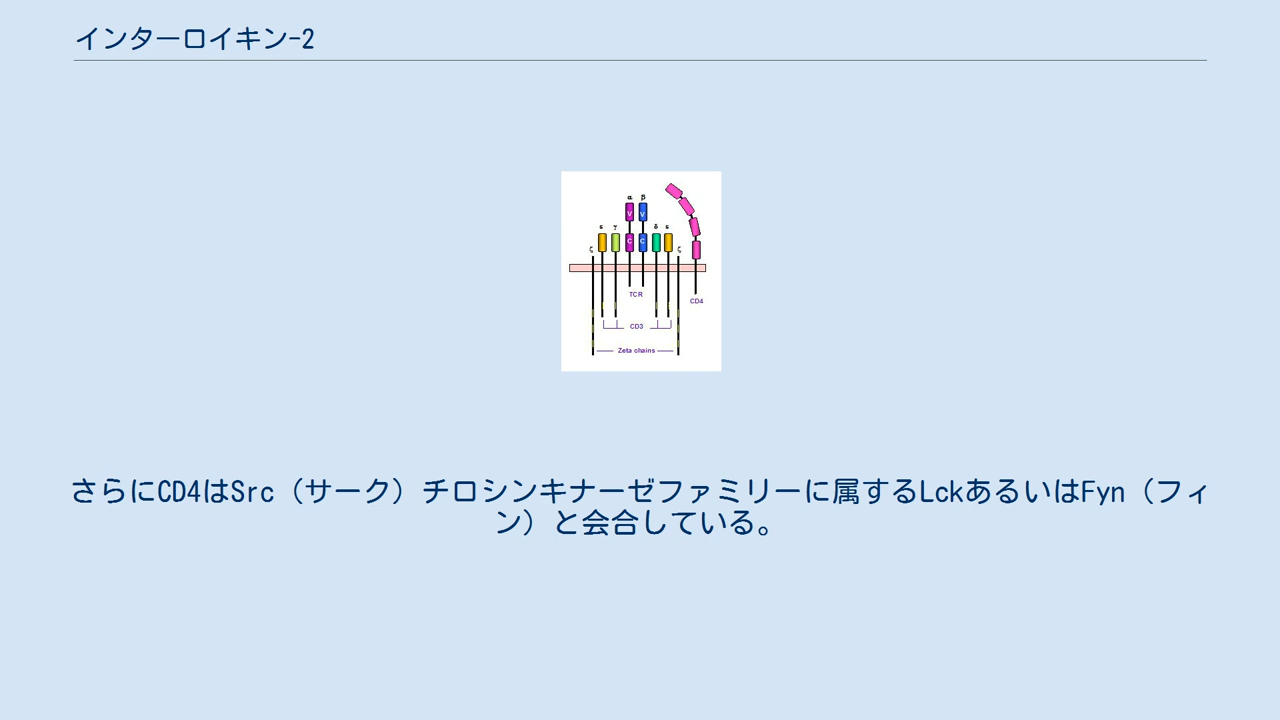 インターロイキン-2
α β
V V
ε γ δ ε
ζ C C ζ
TCR
CD4
CD3
Zeta chains
さらにCD4はSrc（サーク）チロシンキナーゼファミリーに属するLckあるいはFyn（フィ
ン）と会合している。